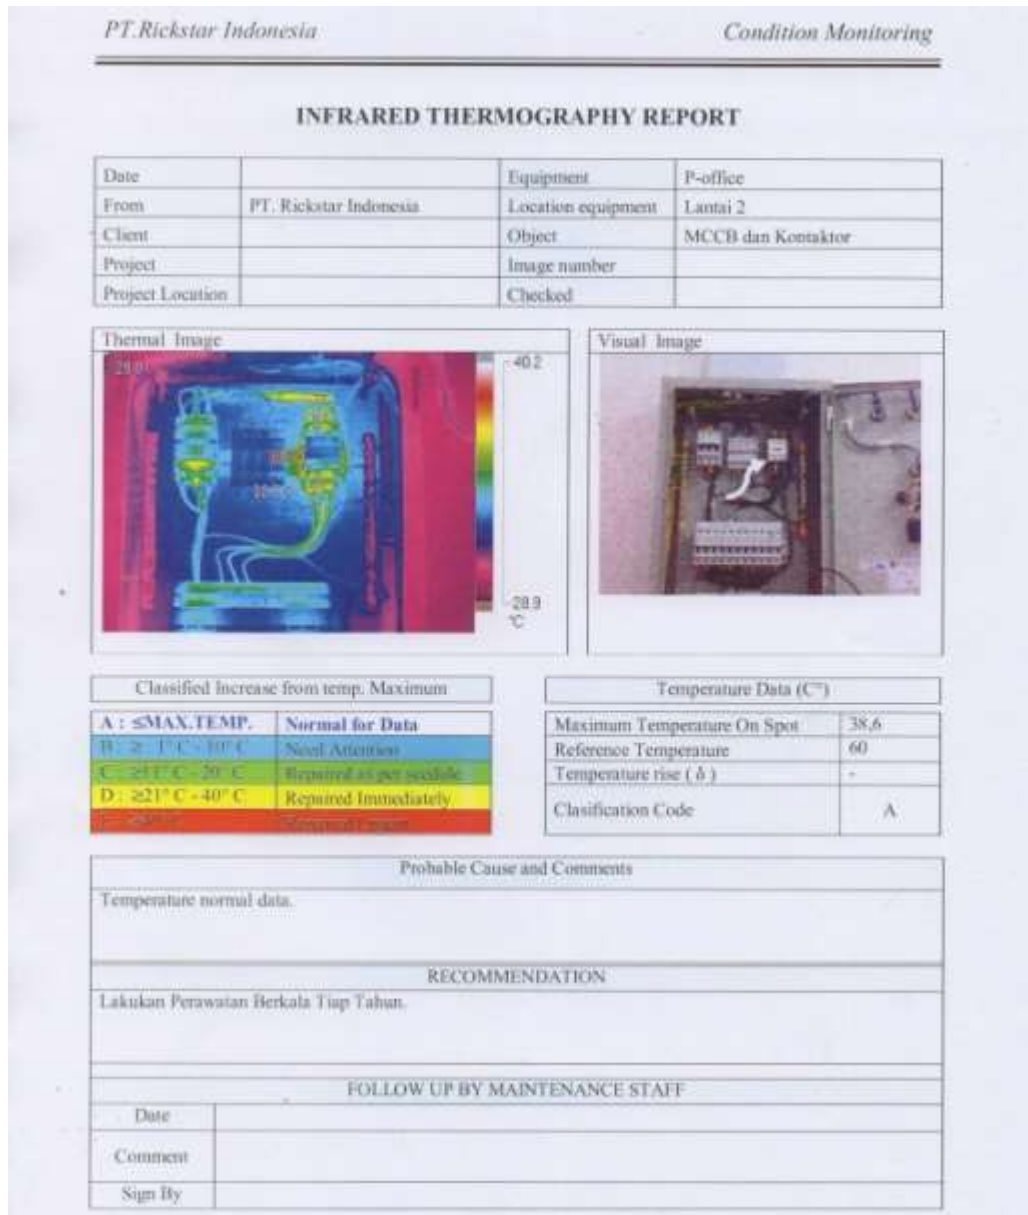 PT.Rickstar Indonesia Condition Monitoring
INFRARED THERMOGRAPHY REPORT
Date Equipment P-office
From PT. Rickstar Indonesia Location equipment Lantai 2
Client Object MCCB dan Kontaktor
Project Image number
Project Location Checked
Thermal Image Visual Image
40.2
28.9
°C
Classified Increase from temp. Maximum Temperature Data (C°)
A : ≤MAX.TEMP. Normal for Data Maximum Temperature On Spot 38,6
B : ≥ 1° C - 10° C Need Attention Reference Temperature 60
C : ≥11° C - 20° C Repaired as per Temperature rise ( δ ) -
D : ≥21° C - 40° C Repaired Immediately
Clasification Code A
Probable Cause and Comments
Temperature normal data.
RECOMMENDATION
Lakukan Perawatan Berkala Tiap Tahun.
FOLLOW UP BY MAINTENANCE STAFF
Date
Comment
Sign By